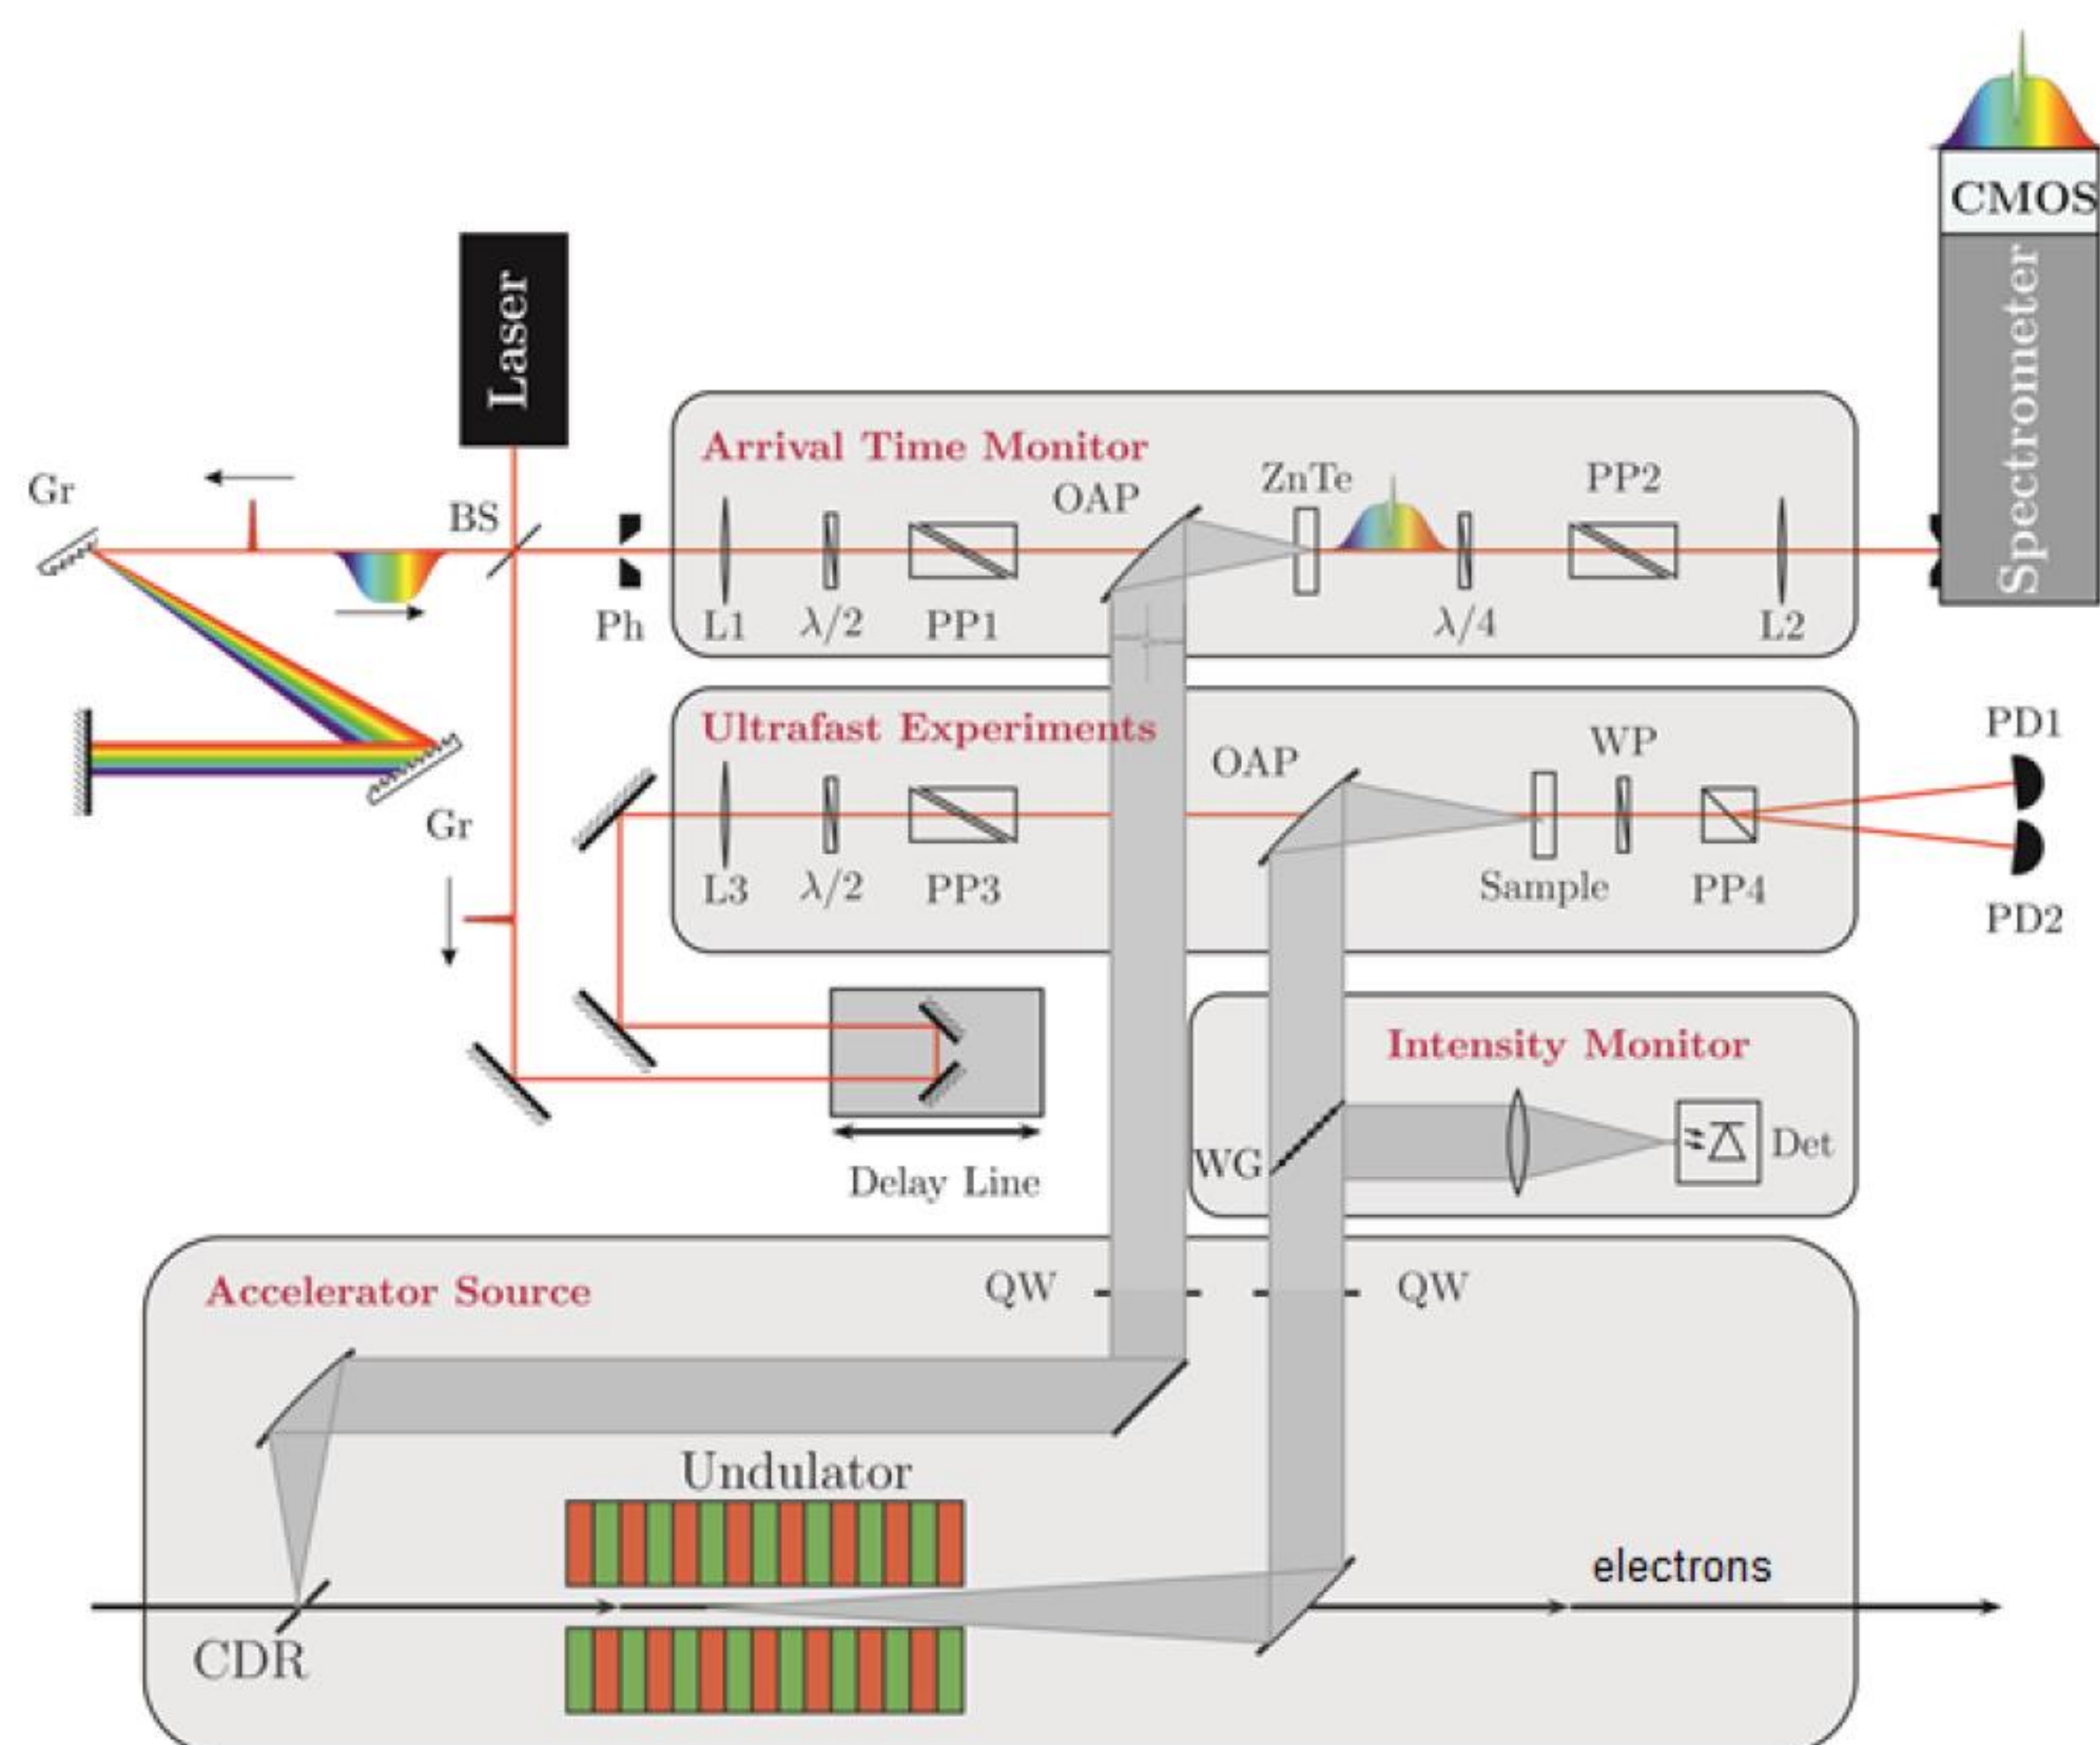 CMOS
Spectrometer
Laser
Arrival Time Monitor
Gr
BS
OAP
ZnTe
PP2
Ph
L1
λ/2
PP1
λ/4
L2
Ultrafast Experiments
OAP
WP
PD1
Gr
L3
λ/2
PP3
Sample
PP4
PD2
Intensity Monitor
WG
Det
Delay Line
Accelerator Source
QW
QW
Undulator
electrons
CDR